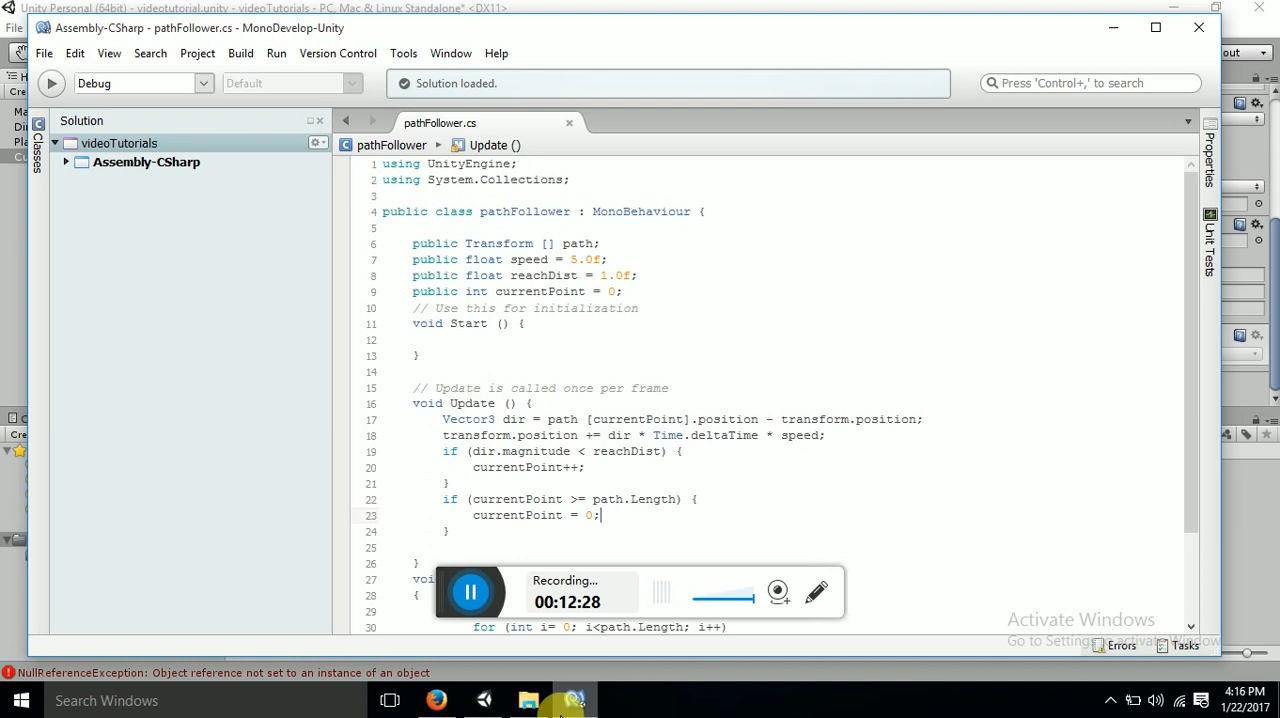 Unity Personal (64bit) - videotutorial.unity - videoTutorials - PC, Mac & Linux Standalone* <DX11>
Assembly-CSharp - pathFollower.cs - MonoDevelop-Unity
File Edit View Search Project Build Run Version Control Tools Window Help
Debug Default Solution loaded. Press 'Control+,' to search
Solution
videoTutorials
Assembly-CSharp
Classes
Properties
Unit Tests
pathFollower.cs
pathFollower Update ()
1 using UnityEngine;
2 using System.Collections;
3
4 public class pathFollower : MonoBehaviour {
5
6 public Transform [] path;
7 public float speed = 5.0f;
8 public float reachDist = 1.0f;
9 public int currentPoint = 0;
10 // Use this for initialization
11 void Start () {
12
13 }
14
15 // Update is called once per frame
16 void Update () {
17 Vector3 dir = path [currentPoint].position - transform.position;
18 transform.position += dir * Time.deltaTime * speed;
19 if (dir.magnitude < reachDist) {
20 currentPoint++;
21 }
22 if (currentPoint >= path.Length) {
23 currentPoint = 0;
24 }
25
26 }
27
28 {
29
30 for (int i= 0; i<path.Length; i++)
Recording...
00:12:28
Activate Windows
Go to Settings to activate Windows.
Errors Tasks
NullReferenceException: Object reference not set to an instance of an object
Search Windows
4:16 PM
1/22/2017